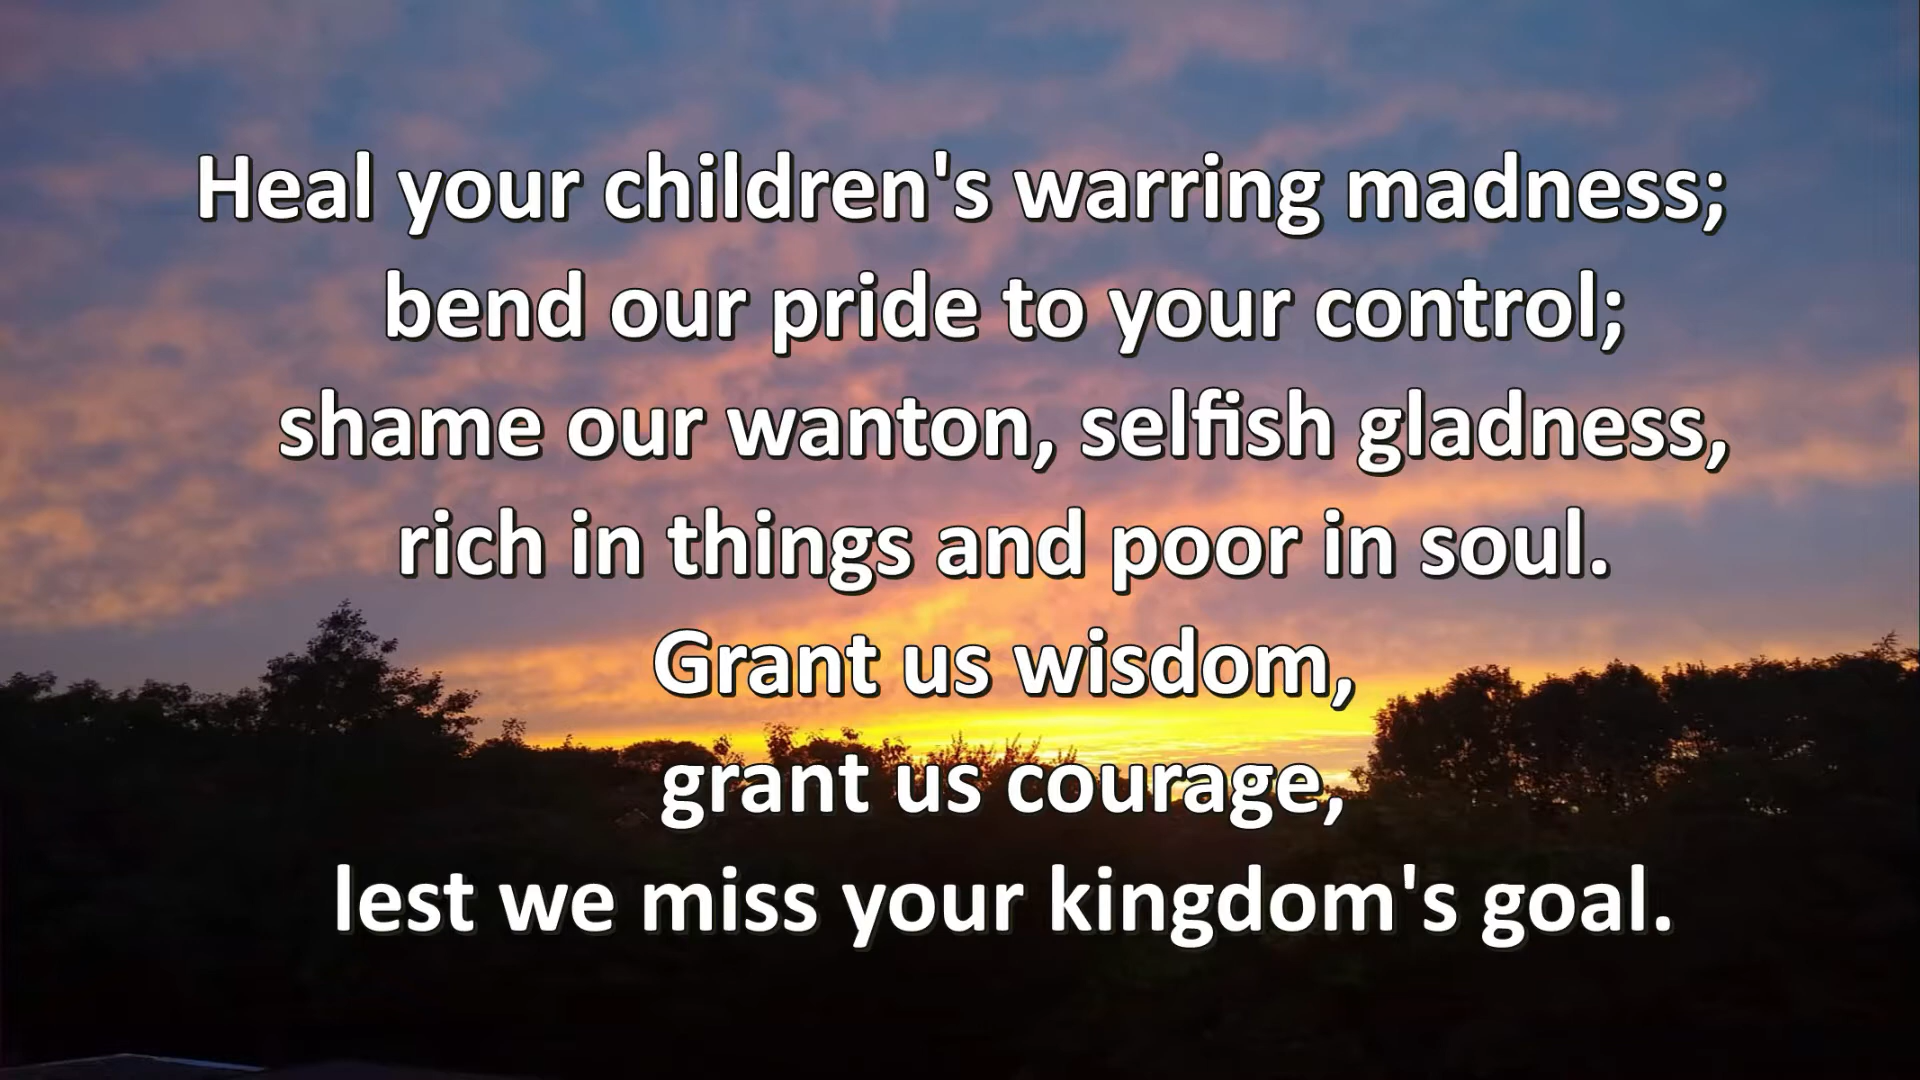 Heal your children's warring madness;
bend our pride to your control;
shame our wanton, selfish gladness,
rich in things and poor in soul.
Grant us wisdom,
grant us courage,
lest we miss your kingdom's goal.